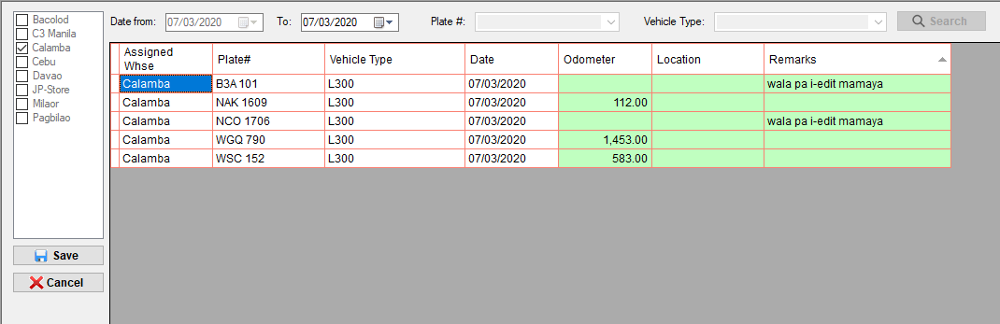 Bacolod
C3 Manila
Calamba
Cebu
Davao
JP-Store
Milaor
Pagbilao
Save
Cancel
Date from: 07/03/2020 To: 07/03/2020 Plate #: Vehicle Type: Search
Assigned Whse Plate# Vehicle Type Date Odometer Location Remarks
Calamba B3A 101 L300 07/03/2020 wala pa i-edit mamaya
Calamba NAK 1609 L300 07/03/2020 112.00
Calamba NCO 1706 L300 07/03/2020 wala pa i-edit mamaya
Calamba WGQ 790 L300 07/03/2020 1,453.00
Calamba WSC 152 L300 07/03/2020 583.00